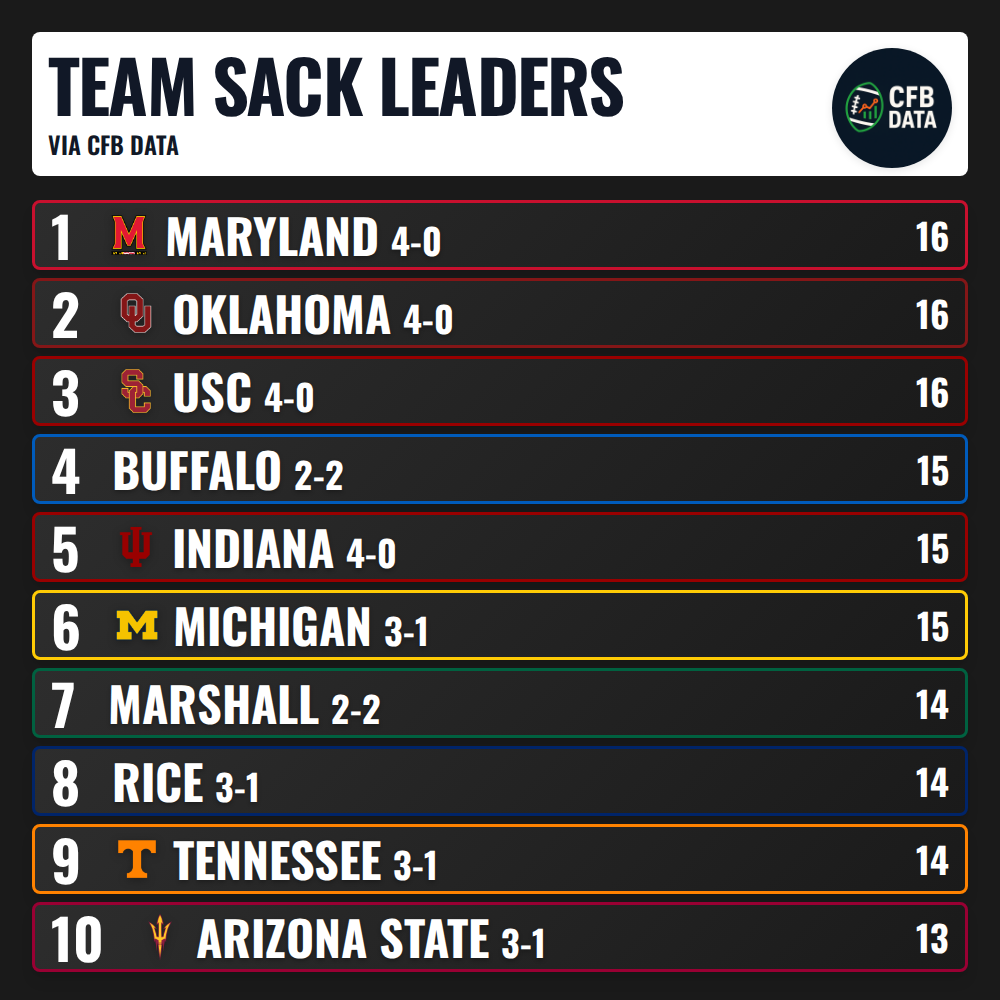 TEAM SACK LEADERS
VIA CFB DATA
CFB
DATA
1 M MARYLAND 4-0 16
2 OU OKLAHOMA 4-0 16
3 SC USC 4-0 16
4 BUFFALO 2-2 15
5 INDIANA 4-0 15
6 M MICHIGAN 3-1 15
7 MARSHALL 2-2 14
8 RICE 3-1 14
9 T TENNESSEE 3-1 14
10 ARIZONA STATE 3-1 13